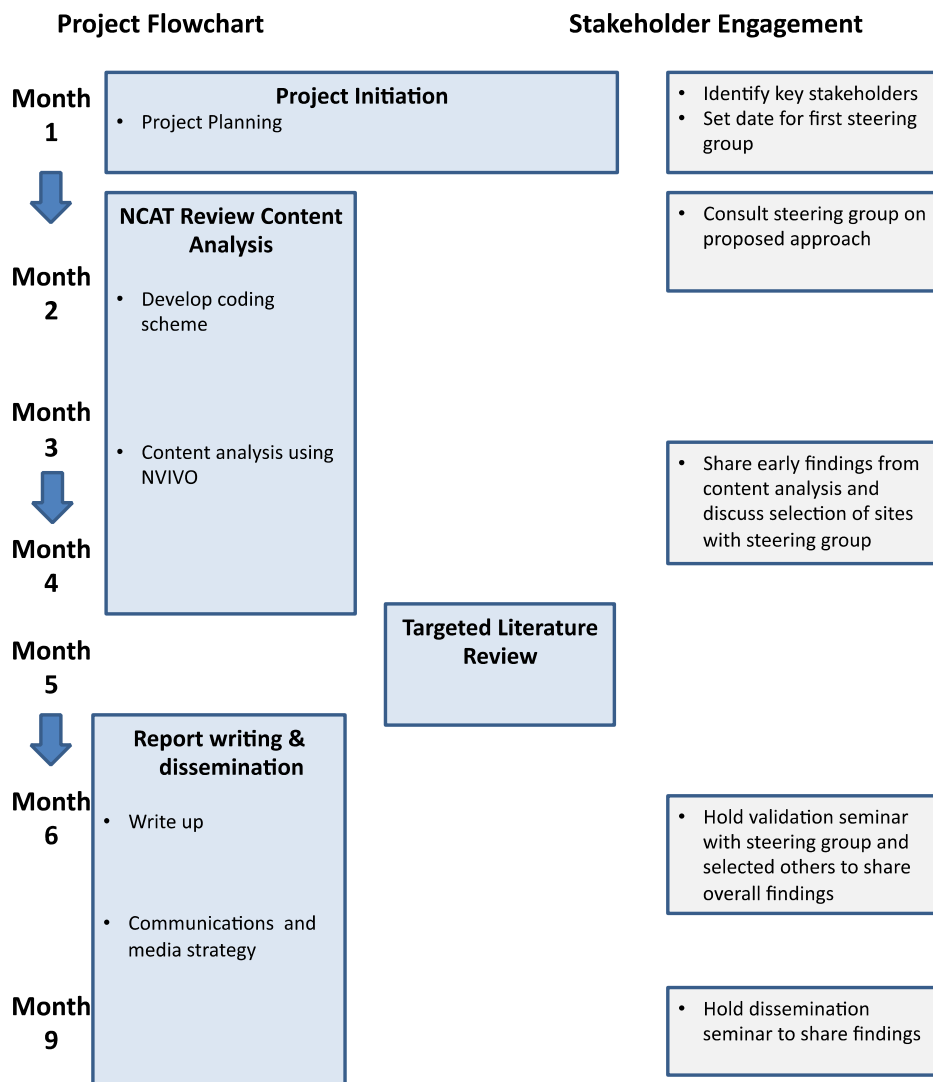 Project Flowchart
Stakeholder Engagement
Month
1
Project Initiation
• Project Planning
• Identify key stakeholders
• Set date for first steering
group
NCAT Review Content
Analysis
• Consult steering group on
proposed approach
Month
2
• Develop coding
scheme
Month
3
• Content analysis using
NVIVO
• Share early findings from
content analysis and
discuss selection of sites
with steering group
Month
4
Targeted Literature
Review
Month
5
Report writing &
dissemination
Month
6
• Write up
• Hold validation seminar
with steering group and
selected others to share
overall findings
• Communications and
media strategy
Month
9
• Hold dissemination
seminar to share findings